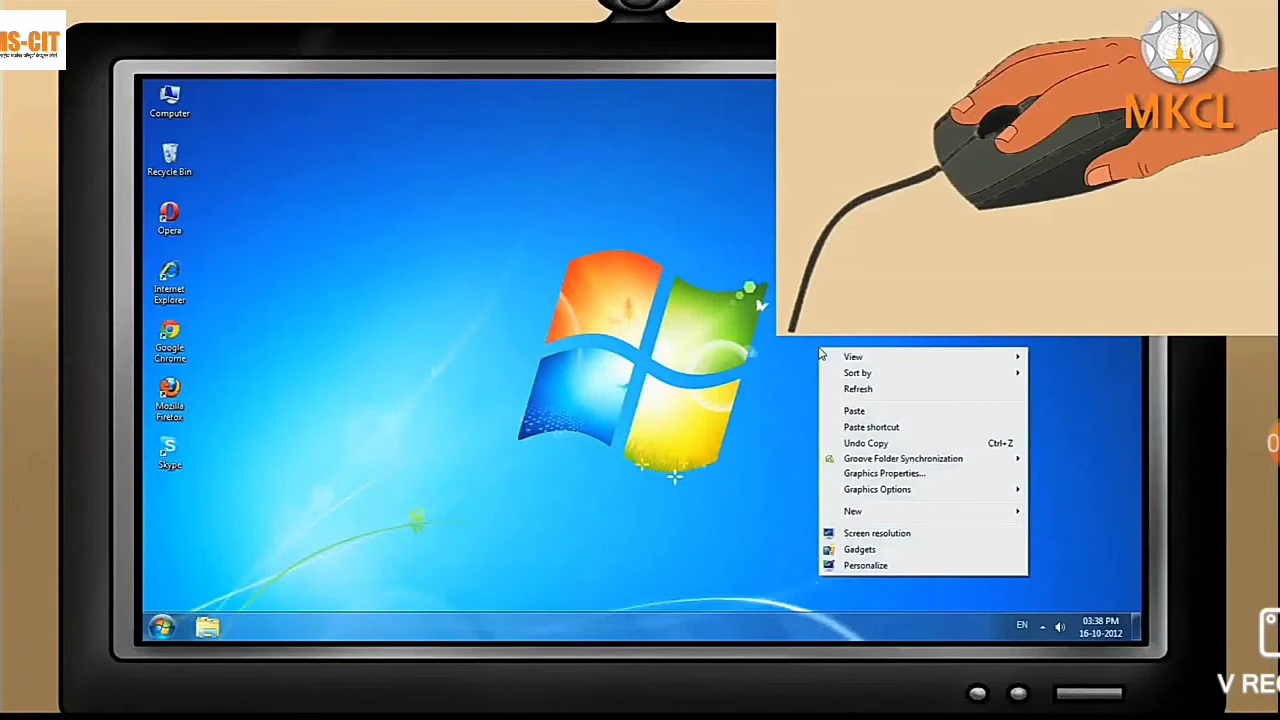 MS-CIT
MKCL
Computer
Recycle Bin
Opera
Internet
Explorer
Google
Chrome
Mozilla
Firefox
Skype
View
Sort by
Refresh
Paste
Paste shortcut
Undo Copy Ctrl+Z
Groove Folder Synchronization
Graphics Properties...
Graphics Options
New
Screen resolution
Gadgets
Personalize
EN
03:38 PM
16-10-2012
V REC